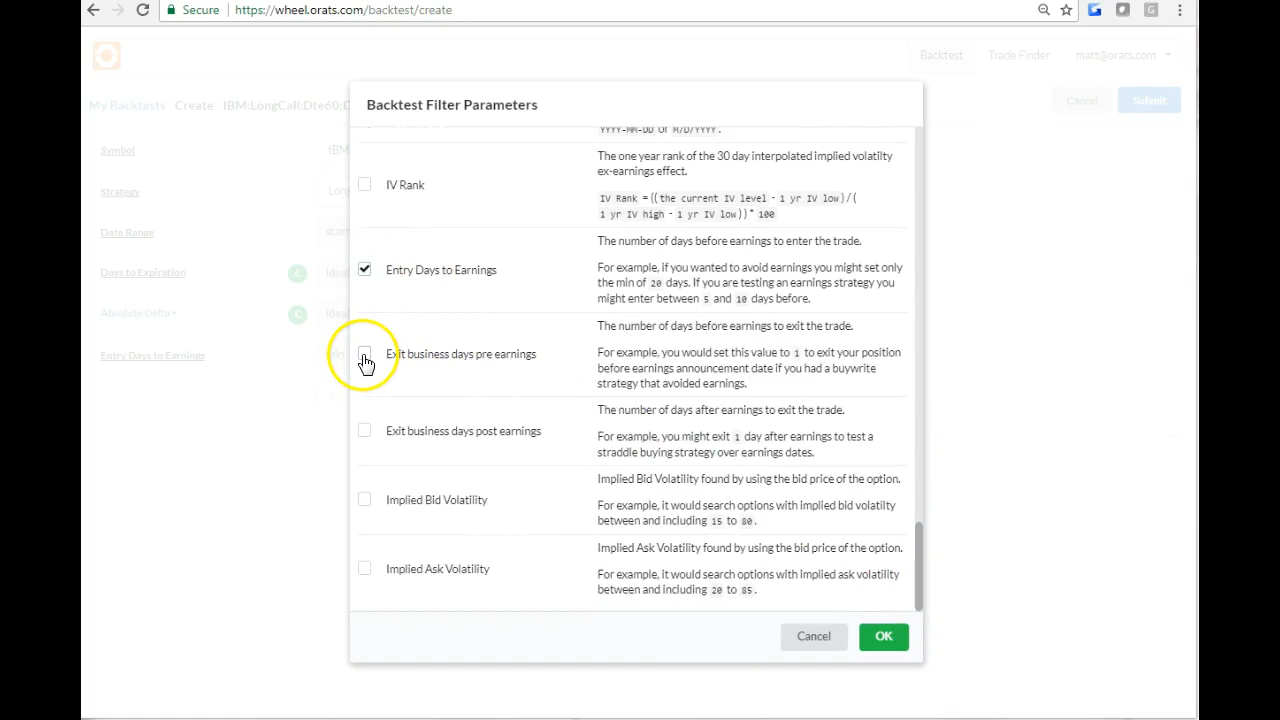 Secure https://wheel.orats.com/backtest/create
Backtest Trade Finder matt@orats.com
My Backtests Create IBM:LongCall:Dte60:D
Cancel Submit
Symbol IBM
Strategy
Date Range
Days to Expiration C
Absolute Delta* C
Entry Days to Earnings
Backtest Filter Parameters
YYYY-MM-DD or M/D/YYYY.
IV Rank
The one year rank of the 30 day interpolated implied volatilty
ex-earnings effect.
IV Rank =((the current IV level - 1 yr IV low)/(
1 yr IV high - 1 yr IV low))* 100
Entry Days to Earnings
The number of days before earnings to enter the trade.
For example, if you wanted to avoid earnings you might set only
the min of 20 days. If you are testing an earnings strategy you
might enter between 5 and 10 days before.
Exit business days pre earnings
The number of days before earnings to exit the trade.
For example, you would set this value to 1 to exit your position
before earnings announcement date if you had a buywrite
strategy that avoided earnings.
Exit business days post earnings
The number of days after earnings to exit the trade.
For example, you might exit 1 day after earnings to test a
straddle buying strategy over earnings dates.
Implied Bid Volatility
Implied Bid Volatility found by using the bid price of the option.
For example, it would search options with implied bid volatilty
between and including 15 to 80.
Implied Ask Volatility
Implied Ask Volatility found by using the bid price of the option.
For example, it would search options with implied ask volatilty
between and including 20 to 85.
Cancel OK